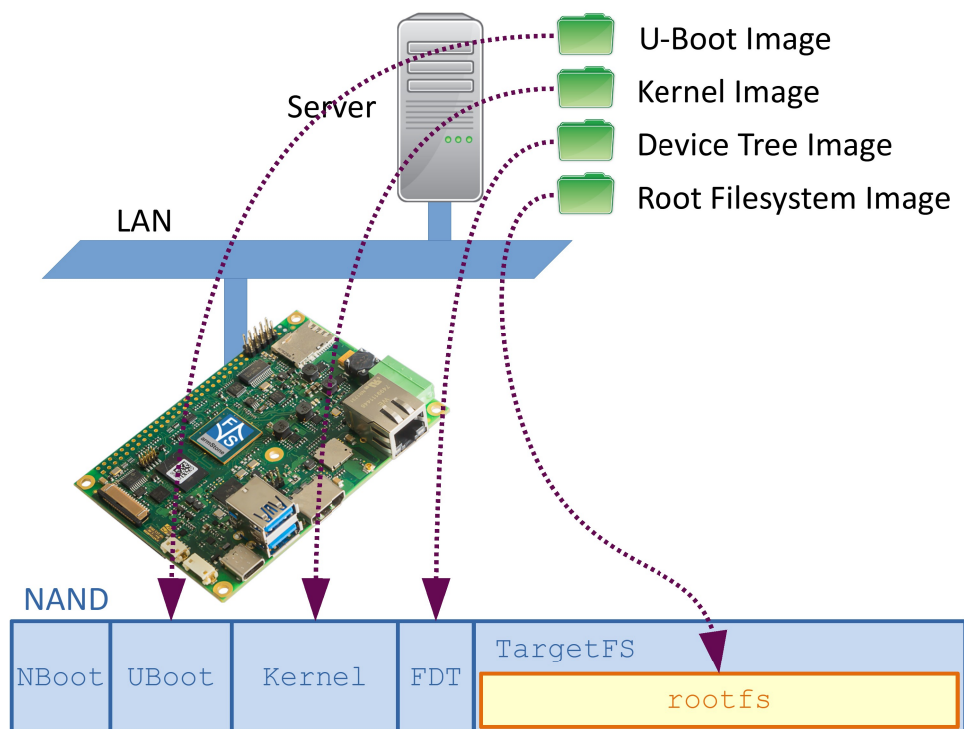 U-Boot Image
Server
Kernel Image
Device Tree Image
Root Filesystem Image
LAN
F/S
armStone
NAND
NBoot
UBoot
Kernel
FDT
TargetFS
rootfs